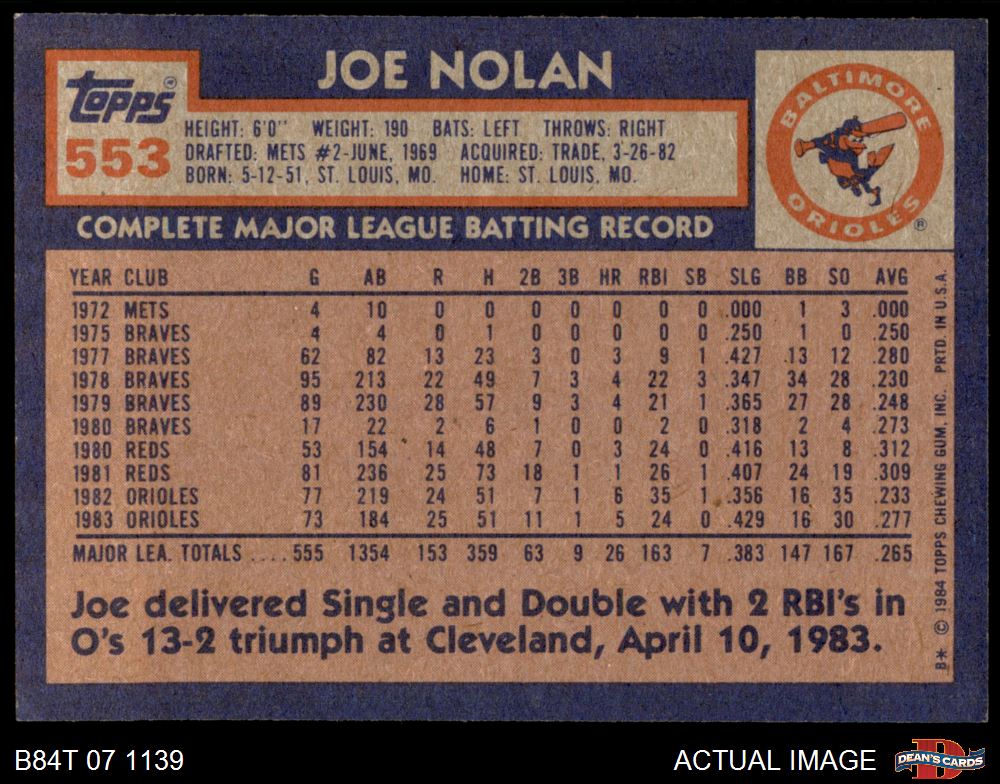 JOE NOLAN
Topps ®
553
HEIGHT: 6'0" WEIGHT: 190 BATS: LEFT THROWS: RIGHT
DRAFTED: METS #2-JUNE, 1969 ACQUIRED: TRADE, 3-26-82
BORN: 5-12-51, ST. LOUIS, MO. HOME: ST. LOUIS, MO.
BALTIMORE
ORIOLES ®
COMPLETE MAJOR LEAGUE BATTING RECORD
YEAR CLUB G AB R H 2B 3B HR RBI SB SLG BB SO AVG
1972 METS 4 10 0 0 0 0 0 0 0 .000 1 3 .000
1975 BRAVES 4 4 0 1 0 0 0 0 0 .250 1 0 .250
1977 BRAVES 62 82 13 23 3 0 3 9 1 .427 13 12 .280
1978 BRAVES 95 213 22 49 7 3 4 22 3 .347 34 28 .230
1979 BRAVES 89 230 28 57 9 3 4 21 1 .365 27 28 .248
1980 BRAVES 17 22 2 6 1 0 0 2 0 .318 2 4 .273
1980 REDS 53 154 14 48 7 0 3 24 0 .416 13 8 .312
1981 REDS 81 236 25 73 18 1 1 26 1 .407 24 19 .309
1982 ORIOLES 77 219 24 51 7 1 6 35 1 .356 16 35 .233
1983 ORIOLES 73 184 25 51 11 1 5 24 0 .429 16 30 .277
MAJOR LEA. TOTALS .... 555 1354 153 359 63 9 26 163 7 .383 147 167 .265
Joe delivered Single and Double with 2 RBI's in
O's 13-2 triumph at Cleveland, April 10, 1983.
B* © 1984 TOPPS CHEWING GUM, INC. PRTD. IN U.S.A.
B84T 07 1139
ACTUAL IMAGE
D
DEAN'S CARDS